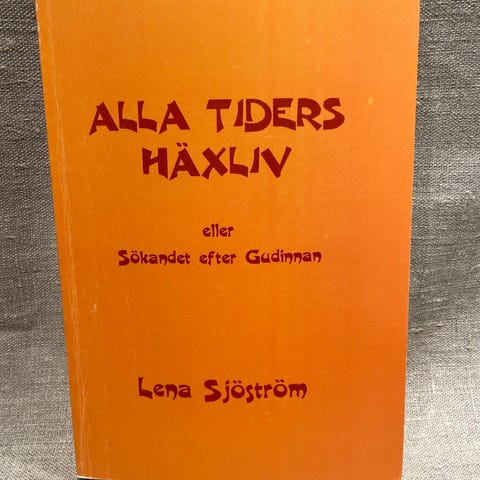 ALLA TIDERS
HÄXLIV
eller
Sökandet efter Gudinnan
Lena Sjöström